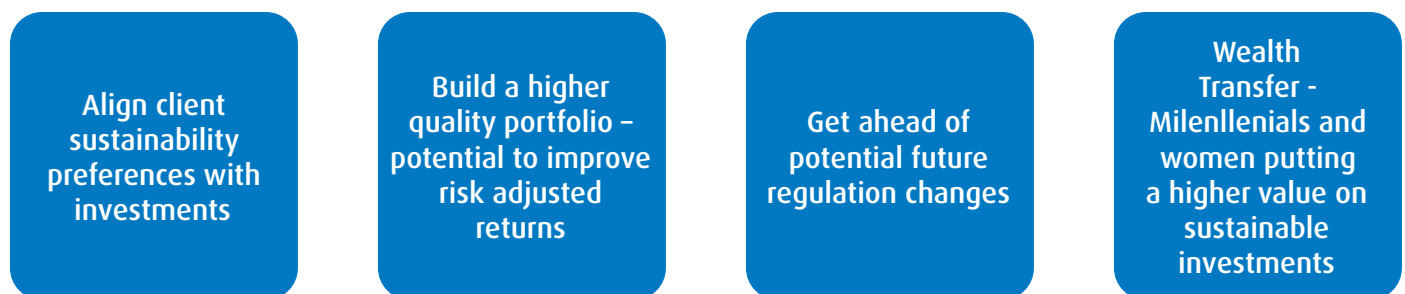 Align client
sustainability
preferences with
investments
Build a higher
quality portfolio –
potential to improve
risk adjusted
returns
Get ahead of
potential future
regulation changes
Wealth
Transfer -
Milenllenials and
women putting
a higher value on
sustainable
investments